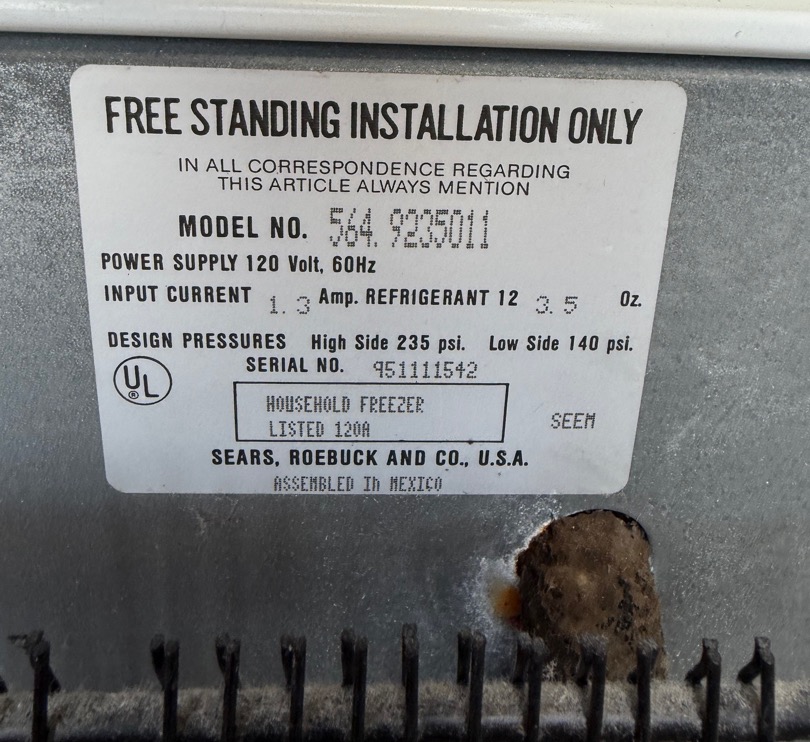 FREE STANDING INSTALLATION ONLY
IN ALL CORRESPONDENCE REGARDING
THIS ARTICLE ALWAYS MENTION
MODEL NO. 564.9235011
POWER SUPPLY 120 Volt, 60Hz
INPUT CURRENT 1.3 Amp. REFRIGERANT 12 3.5 Oz.
DESIGN PRESSURES High Side 235 psi. Low Side 140 psi.
UL® SERIAL NO. 951111542
HOUSEHOLD FREEZER
LISTED 120A SEEM
SEARS, ROEBUCK AND CO., U.S.A.
ASSEMBLED In MEXICO